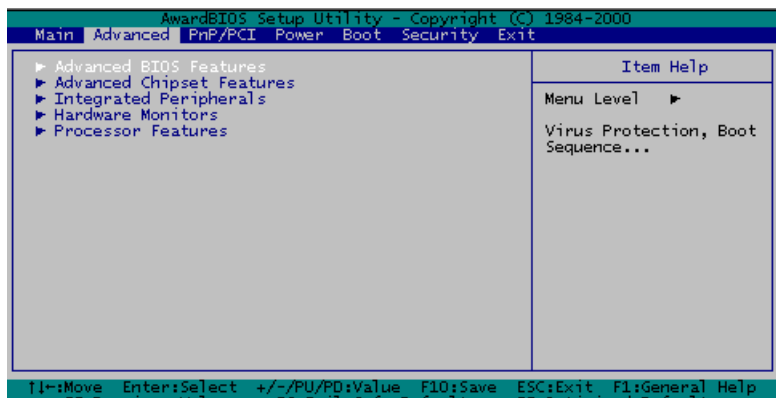 AwardBIOS Setup Utility - Copyright (C) 1984-2000
Main Advanced PnP/PCI Power Boot Security Exit
► Advanced BIOS Features
► Advanced Chipset Features
► Integrated Peripherals
► Hardware Monitors
► Processor Features
Item Help
Menu Level ►
Virus Protection, Boot
Sequence...
↑↓←:Move Enter:Select +/-/PU/PD:Value F10:Save ESC:Exit F1:General Help